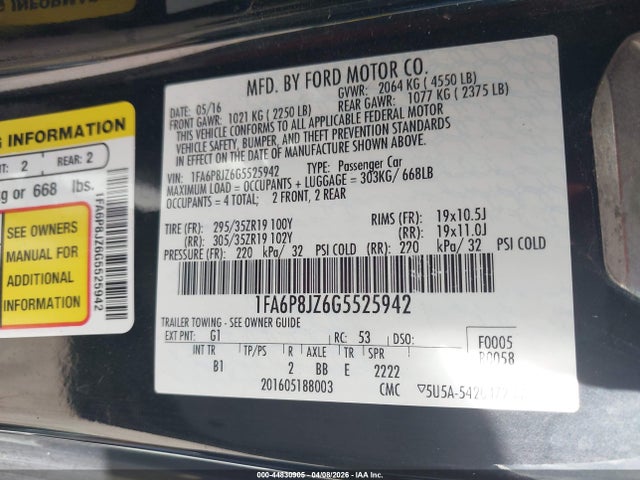 MFD. BY FORD MOTOR CO.
DATE: 05/16
GVWR: 2064 KG ( 4550 LB)
FRONT GAWR: 1021 KG ( 2250 LB)
REAR GAWR: 1077 KG ( 2375 LB)
THIS VEHICLE CONFORMS TO ALL APPLICABLE FEDERAL MOTOR
VEHICLE SAFETY, BUMPER, AND THEFT PREVENTION STANDARDS
IN EFFECT ON THE DATE OF MANUFACTURE SHOWN ABOVE.
VIN: 1FA6P8JZ6G5525942 TYPE: Passenger Car
MAXIMUM LOAD = OCCUPANTS + LUGGAGE = 303KG/ 668LB
OCCUPANTS = 4 TOTAL; 2 FRONT, 2 REAR
TIRE (FR): 295/35ZR19 100Y RIMS (FR): 19x10.5J
(RR): 305/35ZR19 102Y (RR): 19x11.0J
PRESSURE (FR): 220 kPa/ 32 PSI COLD (RR): 220 kPa/ 32 PSI COLD
1FA6P8JZ6G5525942
TRAILER TOWING - SEE OWNER GUIDE
EXT PNT: G1 RC: 53 DSO:
F0005
INT TR TP/PS R AXLE TR SPR
B1 2 BB E 2222
201605188003 CMC
INFORMATION
2 REAR: 2
kg or 668 lbs.
SEE OWNERS
MANUAL FOR
ADDITIONAL
INFORMATION
1FA6P8JZ6G5525942
000-44830905 - 04/08/2026 - © IAA, Inc.